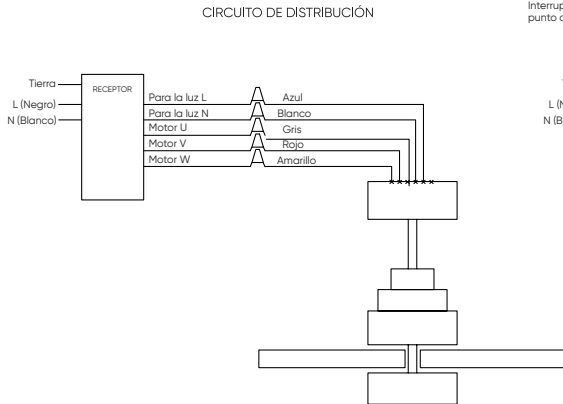 CIRCUITO DE DISTRIBUCIÓN
Interrup
punto d
Tierra
RECEPTOR
L (Negro)
N (Blanco)
Para la luz L
Azul
Para la luz N
Blanco
Motor U
Gris
Motor V
Rojo
Motor W
Amarillo
L (N
N (B